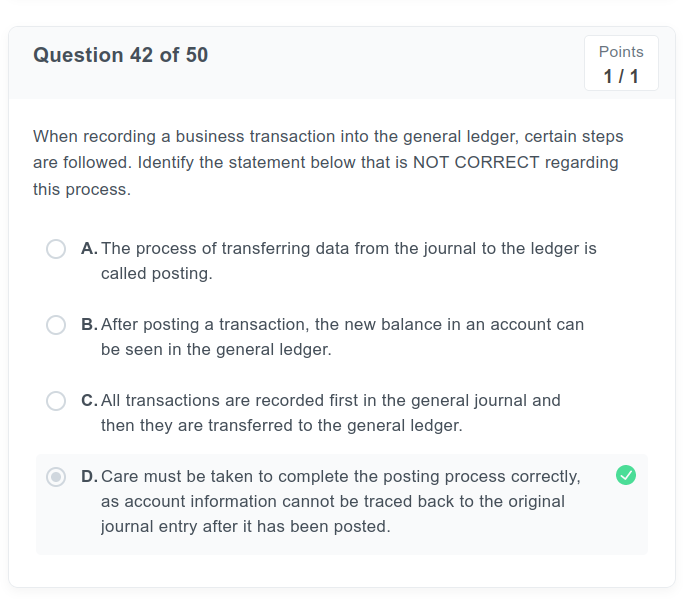 Question 42 of 50
Points
1 / 1
When recording a business transaction into the general ledger, certain steps
are followed. Identify the statement below that is NOT CORRECT regarding
this process.
A. The process of transferring data from the journal to the ledger is
called posting.
B. After posting a transaction, the new balance in an account can
be seen in the general ledger.
C. All transactions are recorded first in the general journal and
then they are transferred to the general ledger.
D. Care must be taken to complete the posting process correctly,
as account information cannot be traced back to the original
journal entry after it has been posted.